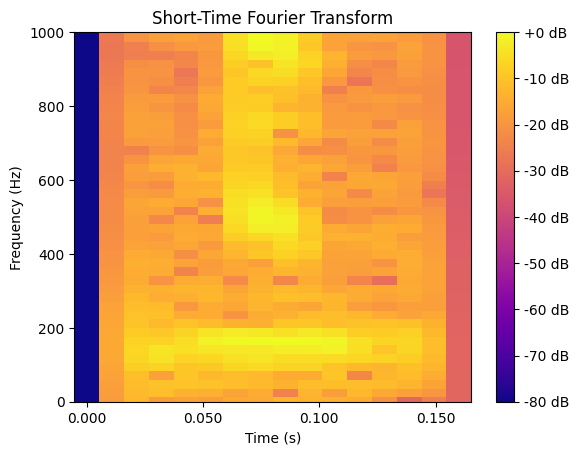 Short-Time Fourier Transform
1000
800
600
400
200
0
Frequency (Hz)
0.000
0.050
0.100
0.150
Time (s)
+0 dB
-10 dB
-20 dB
-30 dB
-40 dB
-50 dB
-60 dB
-70 dB
-80 dB